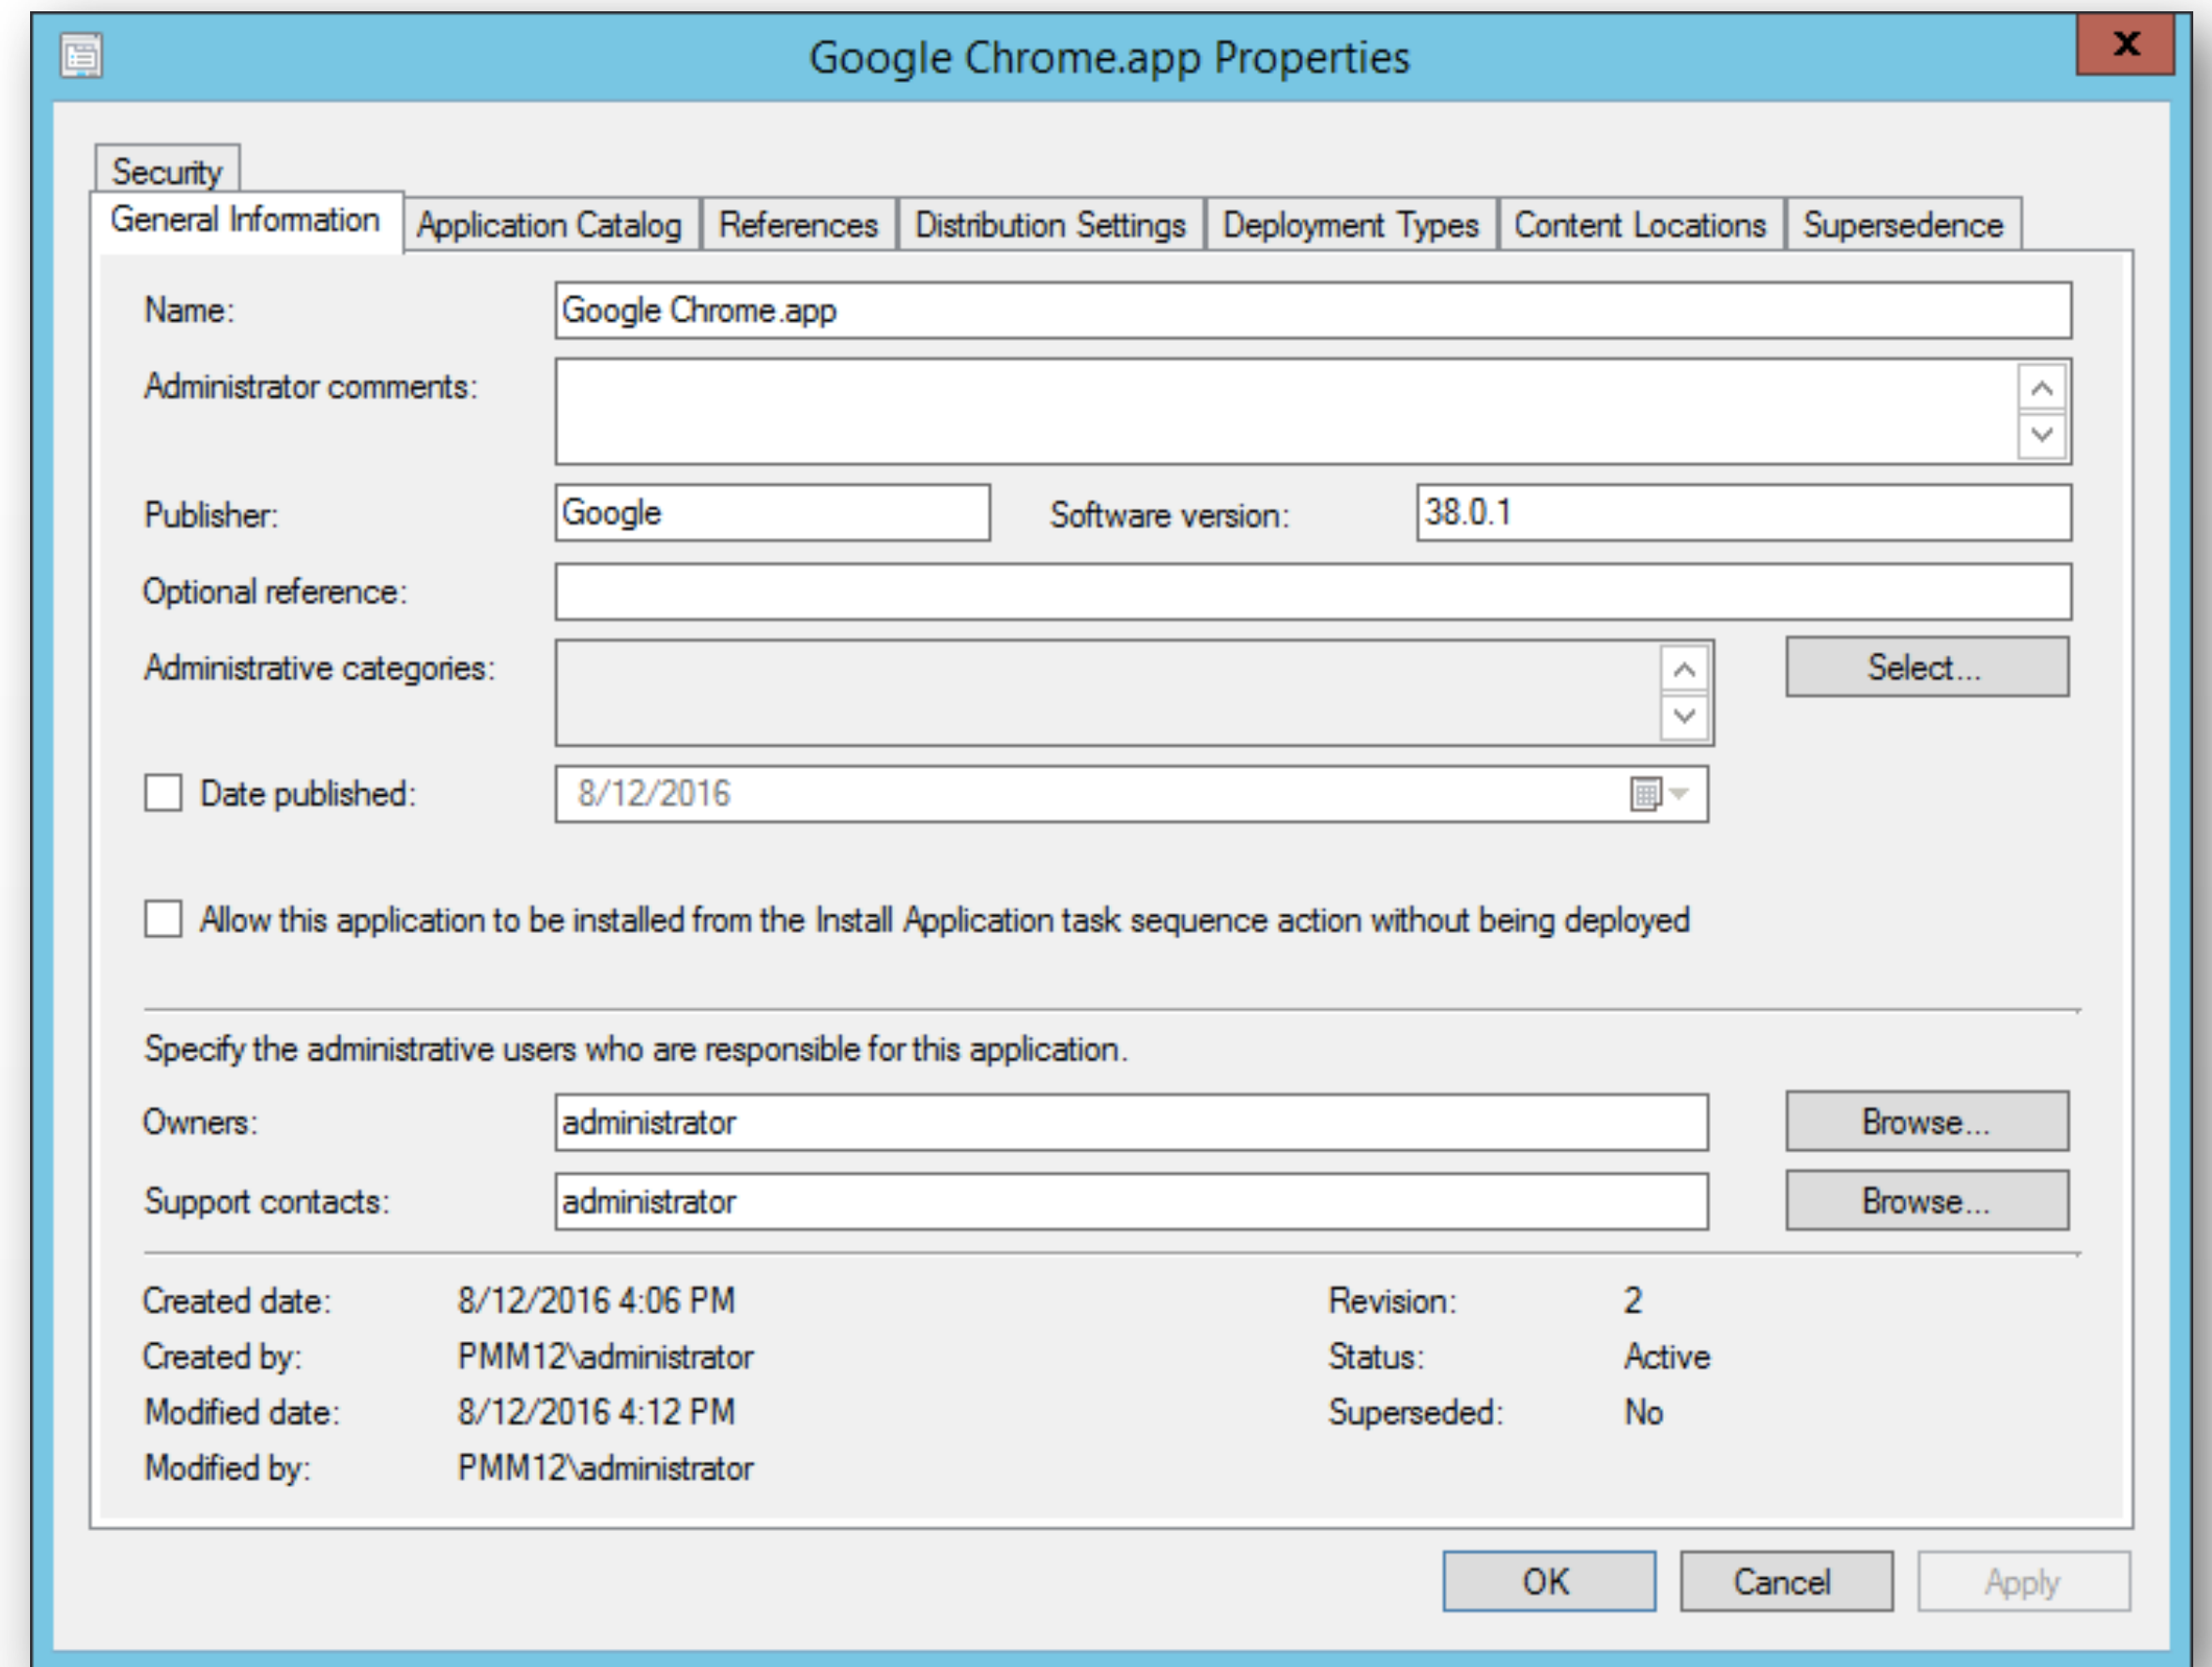 Google Chrome.app Properties
x
Security
General Information Application Catalog References Distribution Settings Deployment Types Content Locations Supersedence
Name: Google Chrome.app
Administrator comments:
Publisher: Google Software version: 38.0.1
Optional reference:
Administrative categories: Select...
Date published: 8/12/2016
Allow this application to be installed from the Install Application task sequence action without being deployed
Specify the administrative users who are responsible for this application.
Owners: administrator Browse...
Support contacts: administrator Browse...
Created date: 8/12/2016 4:06 PM Revision: 2
Created by: PMM12\administrator Status: Active
Modified date: 8/12/2016 4:12 PM Superseded: No
Modified by: PMM12\administrator
OK Cancel Apply